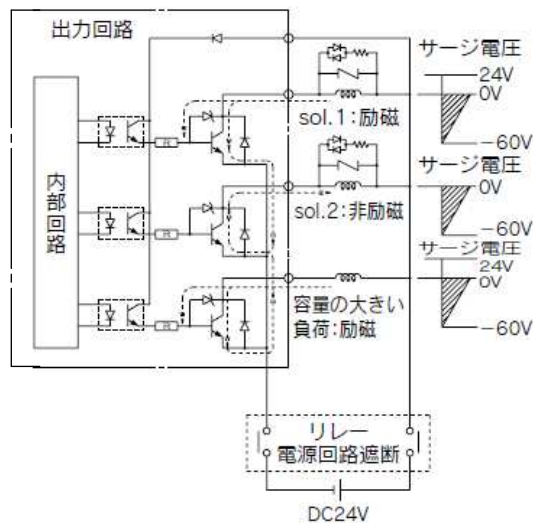 出力回路
内部回路
sol.1：励磁
sol.2：非励磁
容量の大きい
負荷：励磁
サージ電圧
24V
0V
−60V
サージ電圧
0V
−60V
サージ電圧
24V
0V
−60V
リレー
電源回路遮断
DC24V